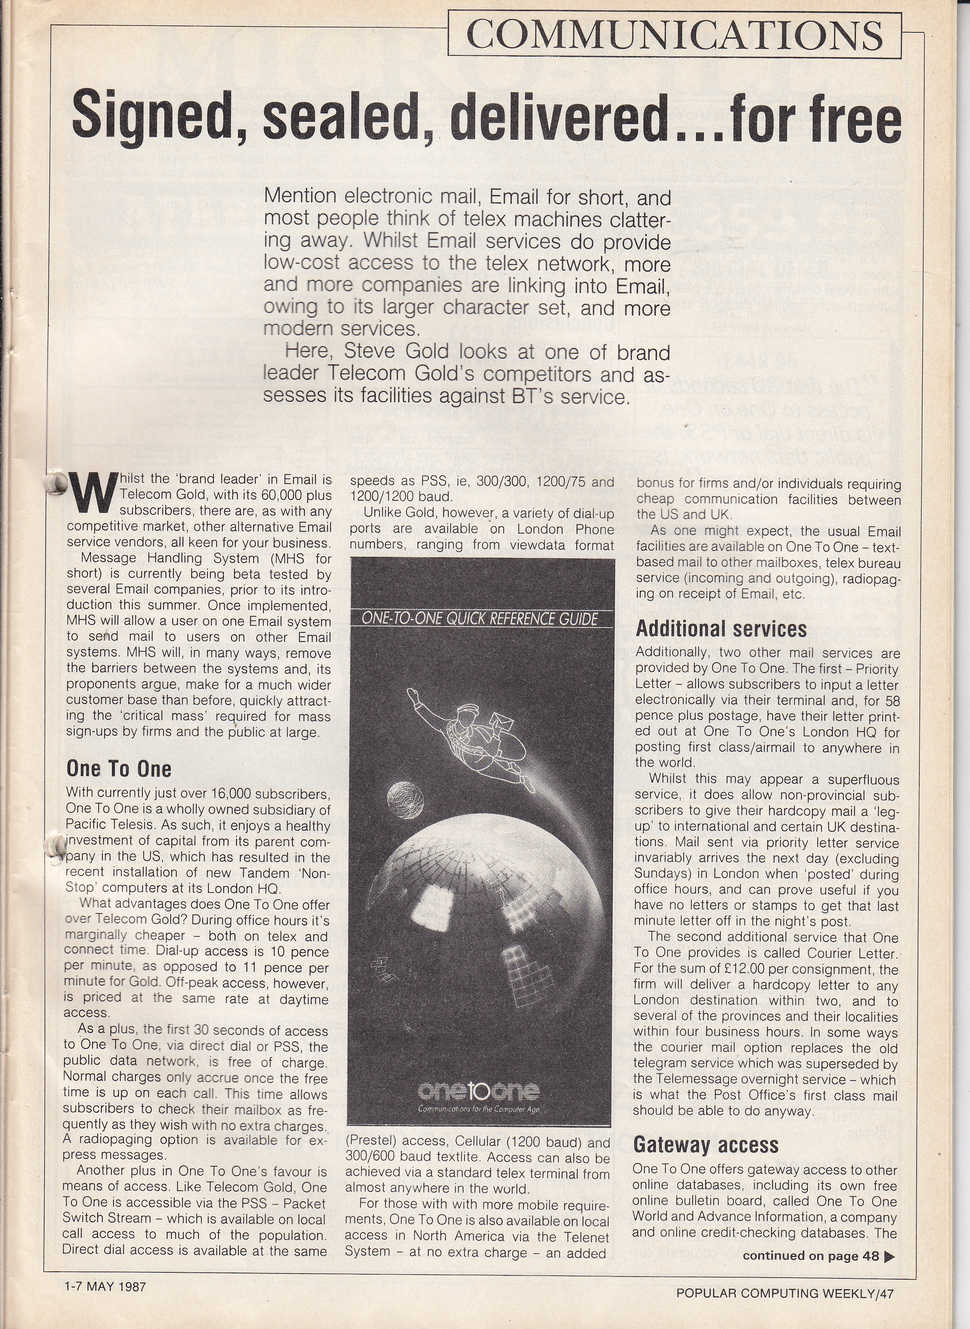 COMMUNICATIONS
Signed, sealed, delivered...for free
Mention electronic mail, Email for short, and
most people think of telex machines clatter-
ing away. Whilst Email services do provide
low-cost access to the telex network, more
and more companies are linking into Email,
owing to its larger character set, and more
modern services.
Here, Steve Gold looks at one of brand
leader Telecom Gold's competitors and as-
sesses its facilities against BT's service.
Whilst the 'brand leader' in Email is
Telecom Gold, with its 60,000 plus
subscribers, there are, as with any
competitive market, other alternative Email
service vendors, all keen for your business.
Message Handling System (MHS for
short) is currently being beta tested by
several Email companies, prior to its intro-
duction this summer. Once implemented,
MHS will allow a user on one Email system
to send mail to users on other Email
systems. MHS will, in many ways, remove
the barriers between the systems and, its
proponents argue, make for a much wider
customer base than before, quickly attract-
ing the 'critical mass' required for mass
sign-ups by firms and the public at large.
One To One
With currently just over 16,000 subscribers,
One To One is a wholly owned subsidiary of
Pacific Telesis. As such, it enjoys a healthy
investment of capital from its parent com-
pany in the US, which has resulted in the
recent installation of new Tandem 'Non-
Stop' computers at its London HQ.
What advantages does One To One offer
over Telecom Gold? During office hours it's
marginally cheaper – both on telex and
connect time. Dial-up access is 10 pence
per minute, as opposed to 11 pence per
minute for Gold. Off-peak access, however,
is priced at the same rate at daytime
access.
As a plus, the first 30 seconds of access
to One To One, via direct dial or PSS, the
public data network, is free of charge.
Normal charges only accrue once the free
time is up on each call. This time allows
subscribers to check their mailbox as fre-
quently as they wish with no extra charges.
A radiopaging option is available for ex-
press messages.
Another plus in One To One's favour is
means of access. Like Telecom Gold, One
To One is accessible via the PSS – Packet
Switch Stream – which is available on local
call access to much of the population.
Direct dial access is available at the same
speeds as PSS, ie, 300/300, 1200/75 and
1200/1200 baud.
Unlike Gold, however, a variety of dial-up
ports are available on London Phone
numbers, ranging from viewdata format
ONE-TO-ONE QUICK REFERENCE GUIDE
onetoone
Communications for the Computer Age
(Prestel) access, Cellular (1200 baud) and
300/600 baud textlite. Access can also be
achieved via a standard telex terminal from
almost anywhere in the world.
For those with with more mobile require-
ments, One To One is also available on local
access in North America via the Telenet
System – at no extra charge – an added
bonus for firms and/or individuals requiring
cheap communication facilities between
the US and UK.
As one might expect, the usual Email
facilities are available on One To One – text-
based mail to other mailboxes, telex bureau
service (incoming and outgoing), radiopag-
ing on receipt of Email, etc.
Additional services
Additionally, two other mail services are
provided by One To One. The first – Priority
Letter – allows subscribers to input a letter
electronically via their terminal and, for 58
pence plus postage, have their letter print-
ed out at One To One's London HQ for
posting first class/airmail to anywhere in
the world.
Whilst this may appear a superfluous
service, it does allow non-provincial sub-
scribers to give their hardcopy mail a 'leg-
up' to international and certain UK destina-
tions. Mail sent via priority letter service
invariably arrives the next day (excluding
Sundays) in London when 'posted' during
office hours, and can prove useful if you
have no letters or stamps to get that last
minute letter off in the night's post.
The second additional service that One
To One provides is called Courier Letter.
For the sum of £12.00 per consignment, the
firm will deliver a hardcopy letter to any
London destination within two, and to
several of the provinces and their localities
within four business hours. In some ways
the courier mail option replaces the old
telegram service which was superseded by
the Telemessage overnight service – which
is what the Post Office's first class mail
should be able to do anyway.
Gateway access
One To One offers gateway access to other
online databases, including its own free
online bulletin board, called One To One
World and Advance Information, a company
and online credit-checking databases. The
continued on page 48 ▶
1-7 MAY 1987
POPULAR COMPUTING WEEKLY/47